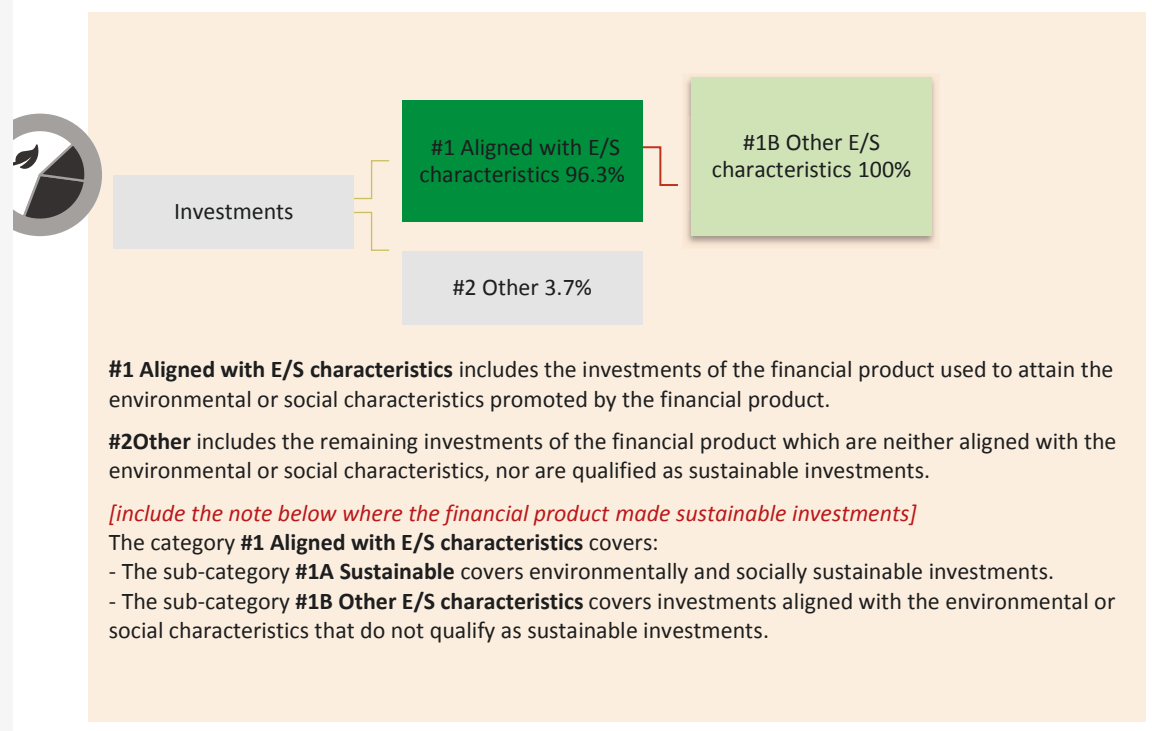 #1 Aligned with E/S
characteristics 96.3%
#1B Other E/S
characteristics 100%
Investments
#2 Other 3.7%
#1 Aligned with E/S characteristics includes the investments of the financial product used to attain the
environmental or social characteristics promoted by the financial product.
#2Other includes the remaining investments of the financial product which are neither aligned with the
environmental or social characteristics, nor are qualified as sustainable investments.
[include the note below where the financial product made sustainable investments]
The category #1 Aligned with E/S characteristics covers:
- The sub-category #1A Sustainable covers environmentally and socially sustainable investments.
- The sub-category #1B Other E/S characteristics covers investments aligned with the environmental or
social characteristics that do not qualify as sustainable investments.